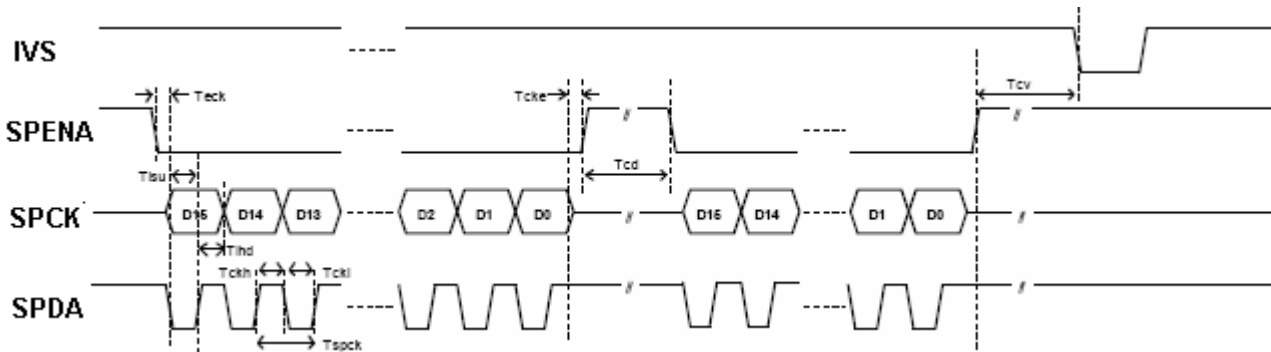 IVS
Teck Tcke Tcv
SPENA
Tisu Tcd
SPCK D15 D14 D13 D2 D1 D0 D15 D14 D1 D0
Tihd
Tckh Tckl
SPDA
Tspck